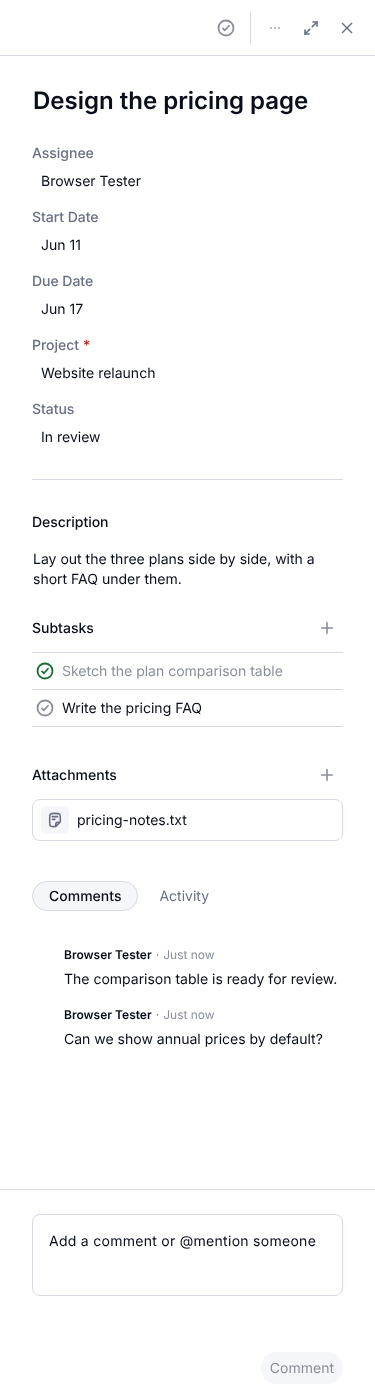 Design the pricing page
Assignee
Browser Tester
Start Date
Jun 11
Due Date
Jun 17
Project *
Website relaunch
Status
In review
Description
Lay out the three plans side by side, with a
short FAQ under them.
Subtasks
Sketch the plan comparison table
Write the pricing FAQ
Attachments
pricing-notes.txt
Comments Activity
Browser Tester · Just now
The comparison table is ready for review.
Browser Tester · Just now
Can we show annual prices by default?
Add a comment or @mention someone
Comment